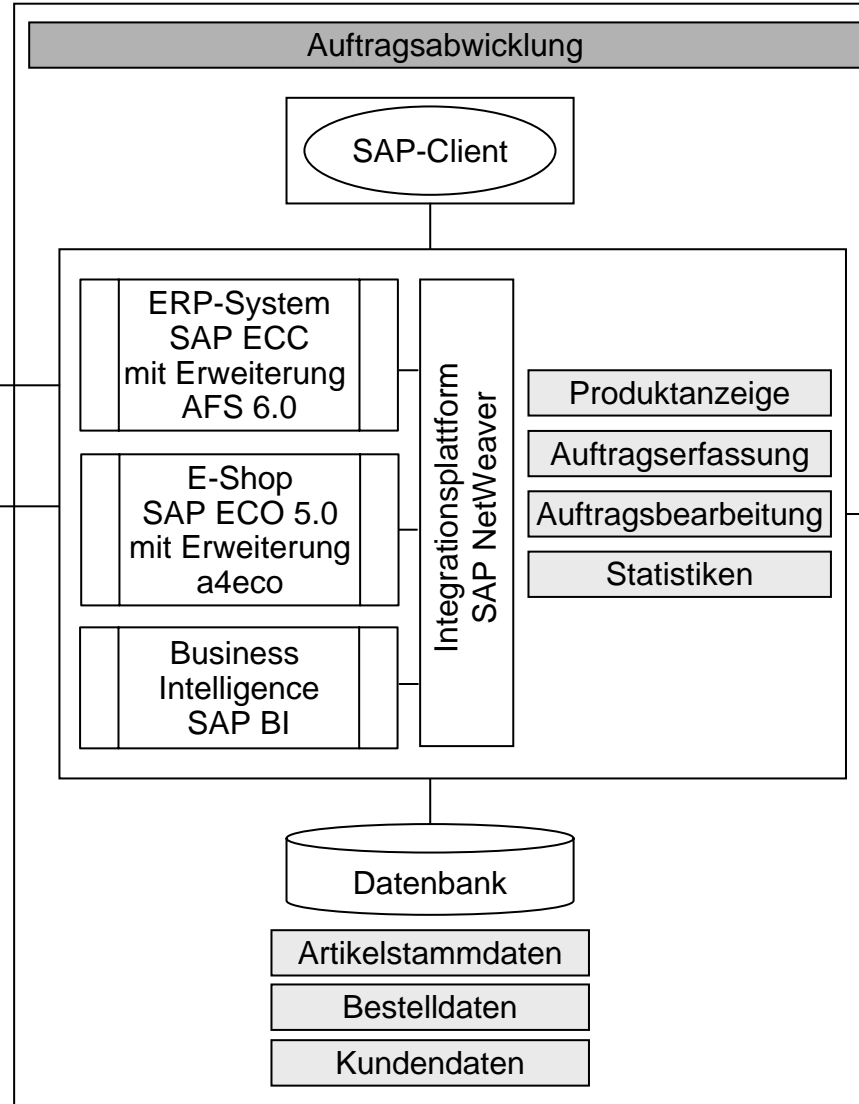 Auftragsabwicklung
SAP-Client
ERP-System
SAP ECC
mit Erweiterung
AFS 6.0
E-Shop
SAP ECO 5.0
mit Erweiterung
a4eco
Business
Intelligence
SAP BI
Integrationsplattform
SAP NetWeaver
Produktanzeige
Auftragserfassung
Auftragsbearbeitung
Statistiken
Datenbank
Artikelstammdaten
Bestelldaten
Kundendaten